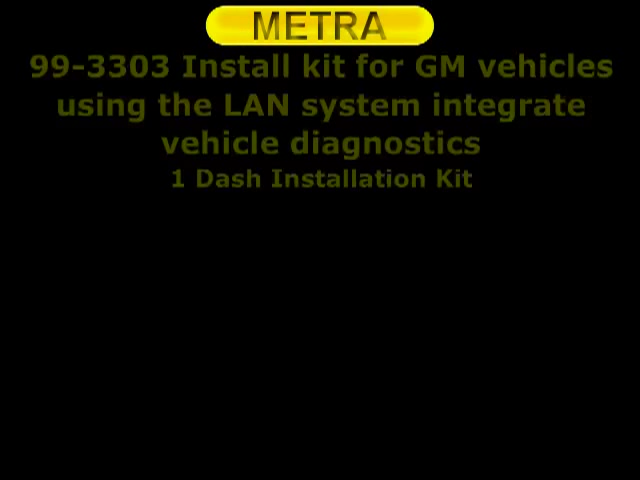 METRA
99-3303 Install kit for GM vehicles
using the LAN system integrate
vehicle diagnostics
1 Dash Installation Kit